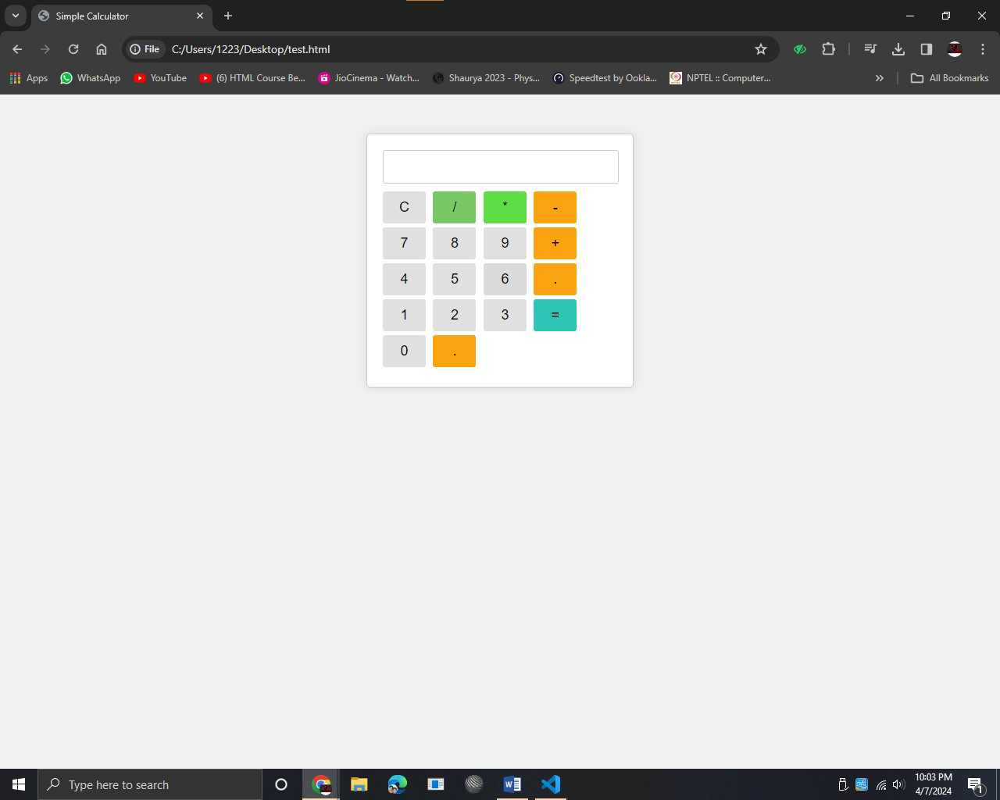 Simple Calculator
File C:/Users/1223/Desktop/test.html
Apps WhatsApp YouTube (6) HTML Course Be... JioCinema - Watch... Shaurya 2023 - Phys... Speedtest by Ookla... NPTEL :: Computer... » All Bookmarks
C / * -
7 8 9 +
4 5 6 .
1 2 3 =
0 .
Type here to search
10:03 PM
4/7/2024
1